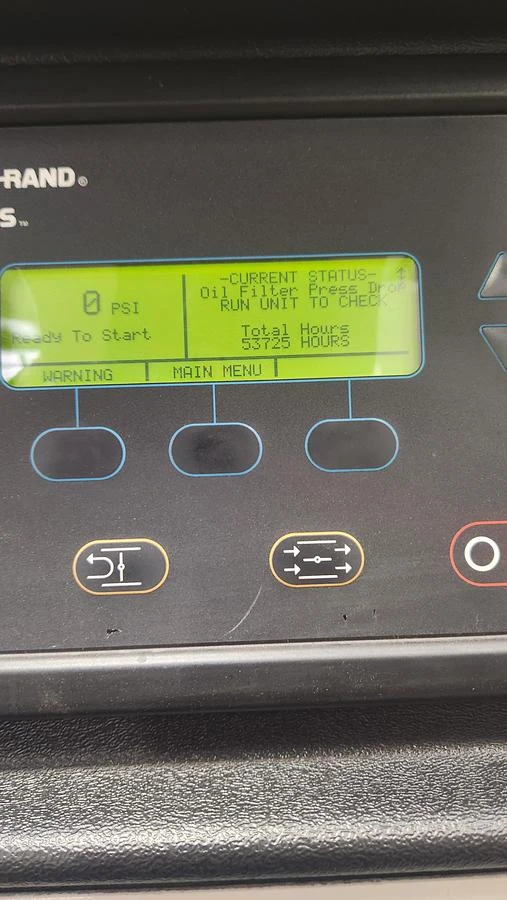 -RAND®
S™
0 PSI
Ready To Start
-CURRENT STATUS-
Oil Filter Press Drop
RUN UNIT TO CHECK
Total Hours
53725 HOURS
WARNING
MAIN MENU